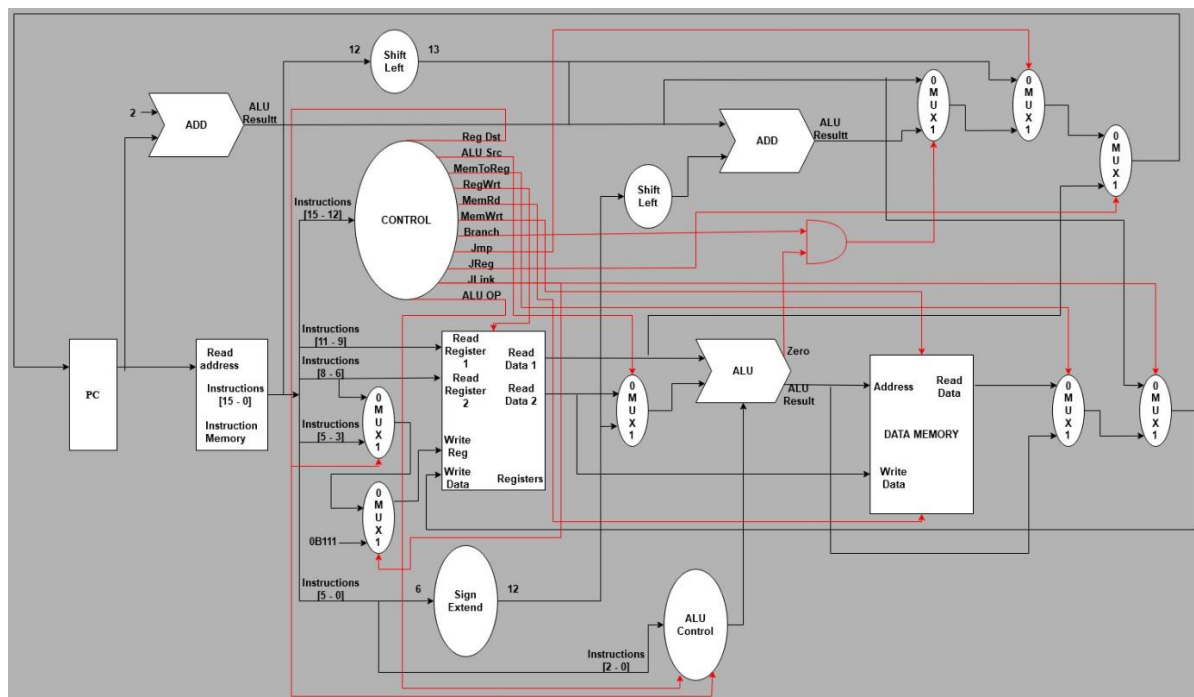 12
Shift
Left
13
2
ADD
ALU
Resultt
Reg Dst
ALU Src
MemToReg
RegWrt
MemRd
MemWrt
Branch
Jmp
JReg
JLink
ALU OP
CONTROL
Instructions
[15 - 12]
Shift
Left
ADD
ALU
Resultt
0
M
U
X
1
0
M
U
X
1
0
M
U
X
1
PC
Read
address
Instructions
[15 - 0]
Instruction
Memory
Instructions
[11 - 9]
Instructions
[8 - 6]
Instructions
[5 - 3]
0
M
U
X
1
0
M
U
X
1
0B111
Read
Register
1
Read
Register
2
Write
Reg
Write
Data
Read
Data 1
Read
Data 2
Registers
0
M
U
X
1
ALU
Zero
ALU
Result
Address
Read
Data
DATA MEMORY
Write
Data
0
M
U
X
1
0
M
U
X
1
Instructions
[5 - 0]
6
Sign
Extend
12
Instructions
[2 - 0]
ALU
Control